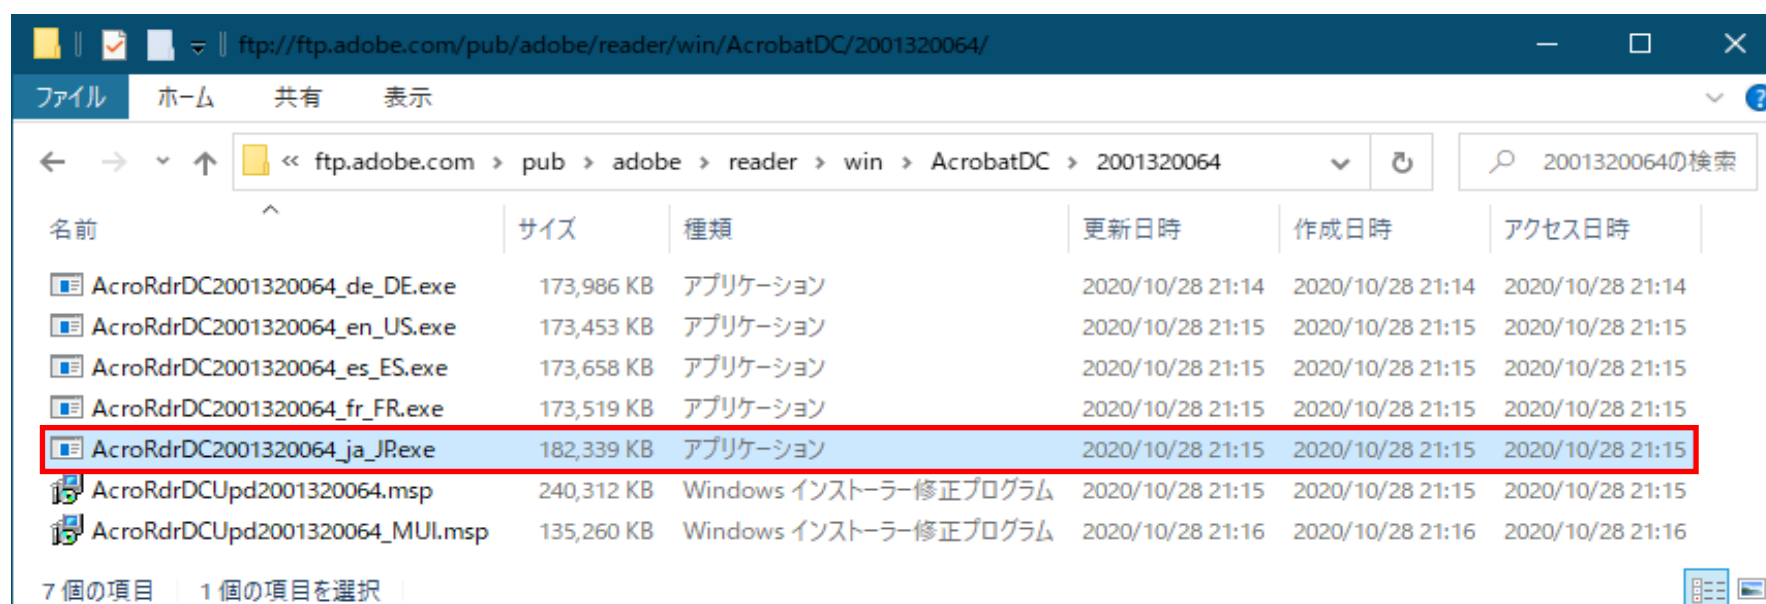 ftp://ftp.adobe.com/pub/adobe/reader/win/AcrobatDC/2001320064/
ファイル ホーム 共有 表示
« ftp.adobe.com › pub › adobe › reader › win › AcrobatDC › 2001320064 2001320064の検索
名前 サイズ 種類 更新日時 作成日時 アクセス日時
AcroRdrDC2001320064_de_DE.exe 173,986 KB アプリケーション 2020/10/28 21:14 2020/10/28 21:14 2020/10/28 21:14
AcroRdrDC2001320064_en_US.exe 173,453 KB アプリケーション 2020/10/28 21:15 2020/10/28 21:15 2020/10/28 21:15
AcroRdrDC2001320064_es_ES.exe 173,658 KB アプリケーション 2020/10/28 21:15 2020/10/28 21:15 2020/10/28 21:15
AcroRdrDC2001320064_fr_FR.exe 173,519 KB アプリケーション 2020/10/28 21:15 2020/10/28 21:15 2020/10/28 21:15
AcroRdrDC2001320064_ja_JP.exe 182,339 KB アプリケーション 2020/10/28 21:15 2020/10/28 21:15 2020/10/28 21:15
AcroRdrDCUpd2001320064.msp 240,312 KB Windows インストーラー修正プログラム 2020/10/28 21:15 2020/10/28 21:15 2020/10/28 21:15
AcroRdrDCUpd2001320064_MUI.msp 135,260 KB Windows インストーラー修正プログラム 2020/10/28 21:16 2020/10/28 21:16 2020/10/28 21:16
7 個の項目 1 個の項目を選択